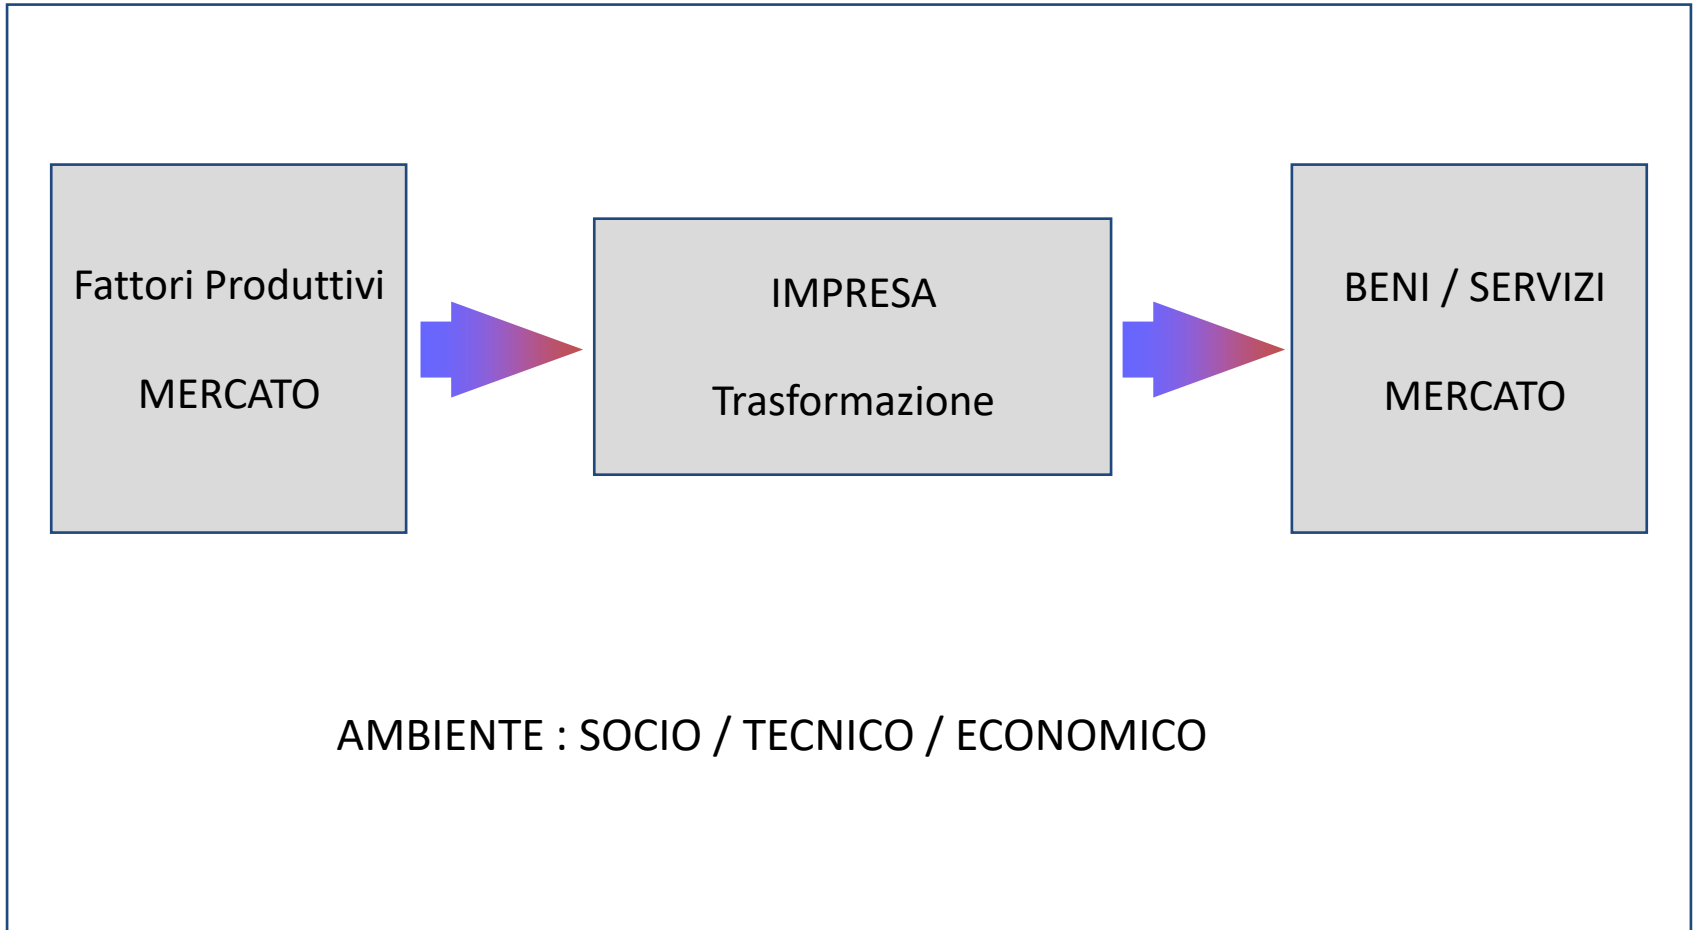 Fattori Produttivi
MERCATO
IMPRESA
Trasformazione
BENI / SERVIZI
MERCATO
AMBIENTE : SOCIO / TECNICO / ECONOMICO